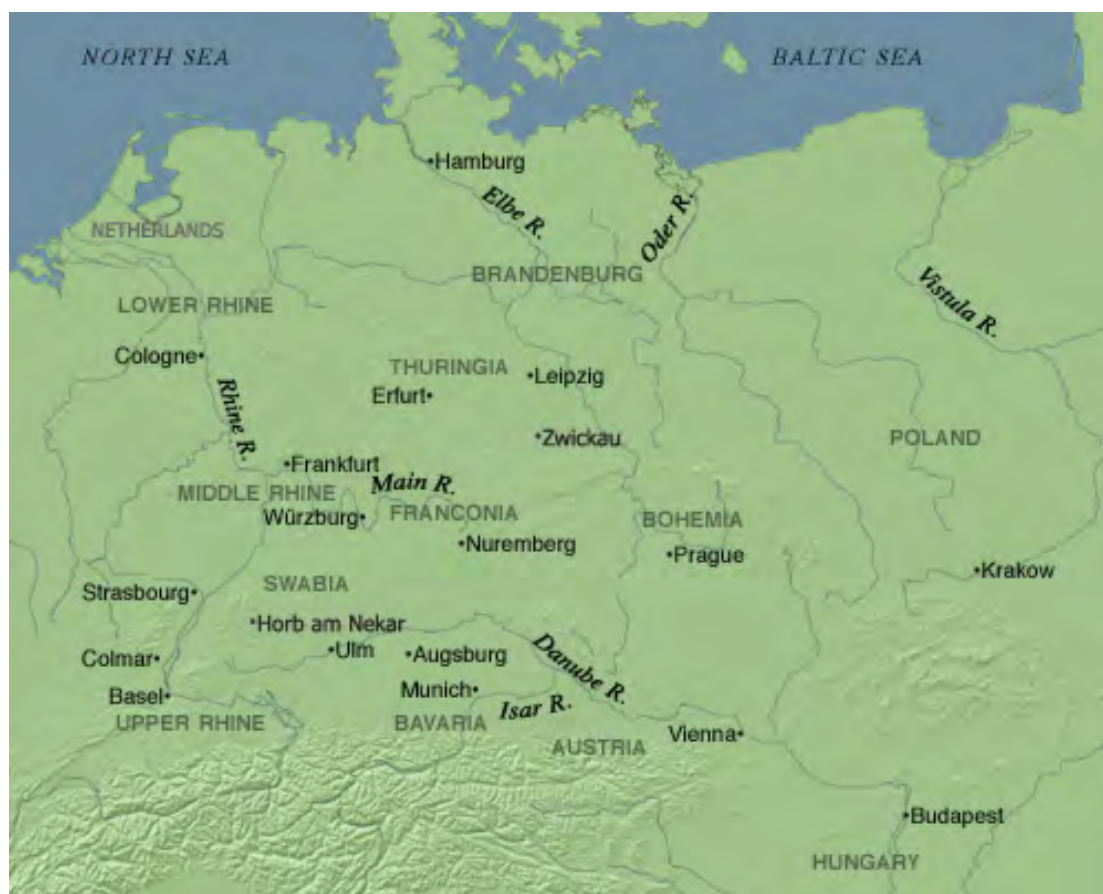 NORTH SEA
BALTIC SEA
Hamburg
Elbe R.
Oder R.
NETHERLANDS
BRANDENBURG
Vistula R.
LOWER RHINE
Cologne
THURINGIA
Leipzig
Erfurt
Rhine R.
Zwickau
POLAND
Frankfurt
Main R.
MIDDLE RHINE
Würzburg
FRANCONIA
BOHEMIA
Nuremberg
Prague
Krakow
SWABIA
Strasbourg
Horb am Nekar
Ulm
Augsburg
Danube R.
Colmar
Basel
Munich
Isar R.
UPPER RHINE
BAVARIA
AUSTRIA
Vienna
Budapest
HUNGARY